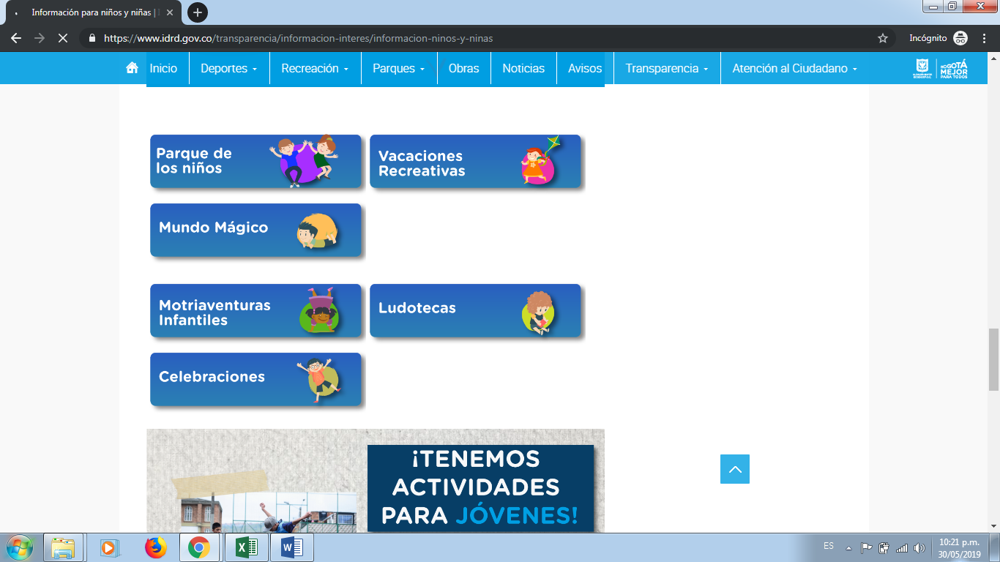 Información para niños y niñas |
https://www.idrd.gov.co/transparencia/informacion-interes/informacion-ninos-y-ninas
Incógnito
Inicio
Deportes
Recreación
Parques
Obras
Noticias
Avisos
Transparencia
Atención al Ciudadano
BOGOTÁ
MEJOR
PARA TODOS
Parque de
los niños
Vacaciones
Recreativas
Mundo Mágico
Motriaventuras
Infantiles
Ludotecas
Celebraciones
¡TENEMOS
ACTIVIDADES
PARA JÓVENES!
ES
10:21 p.m.
30/05/2019